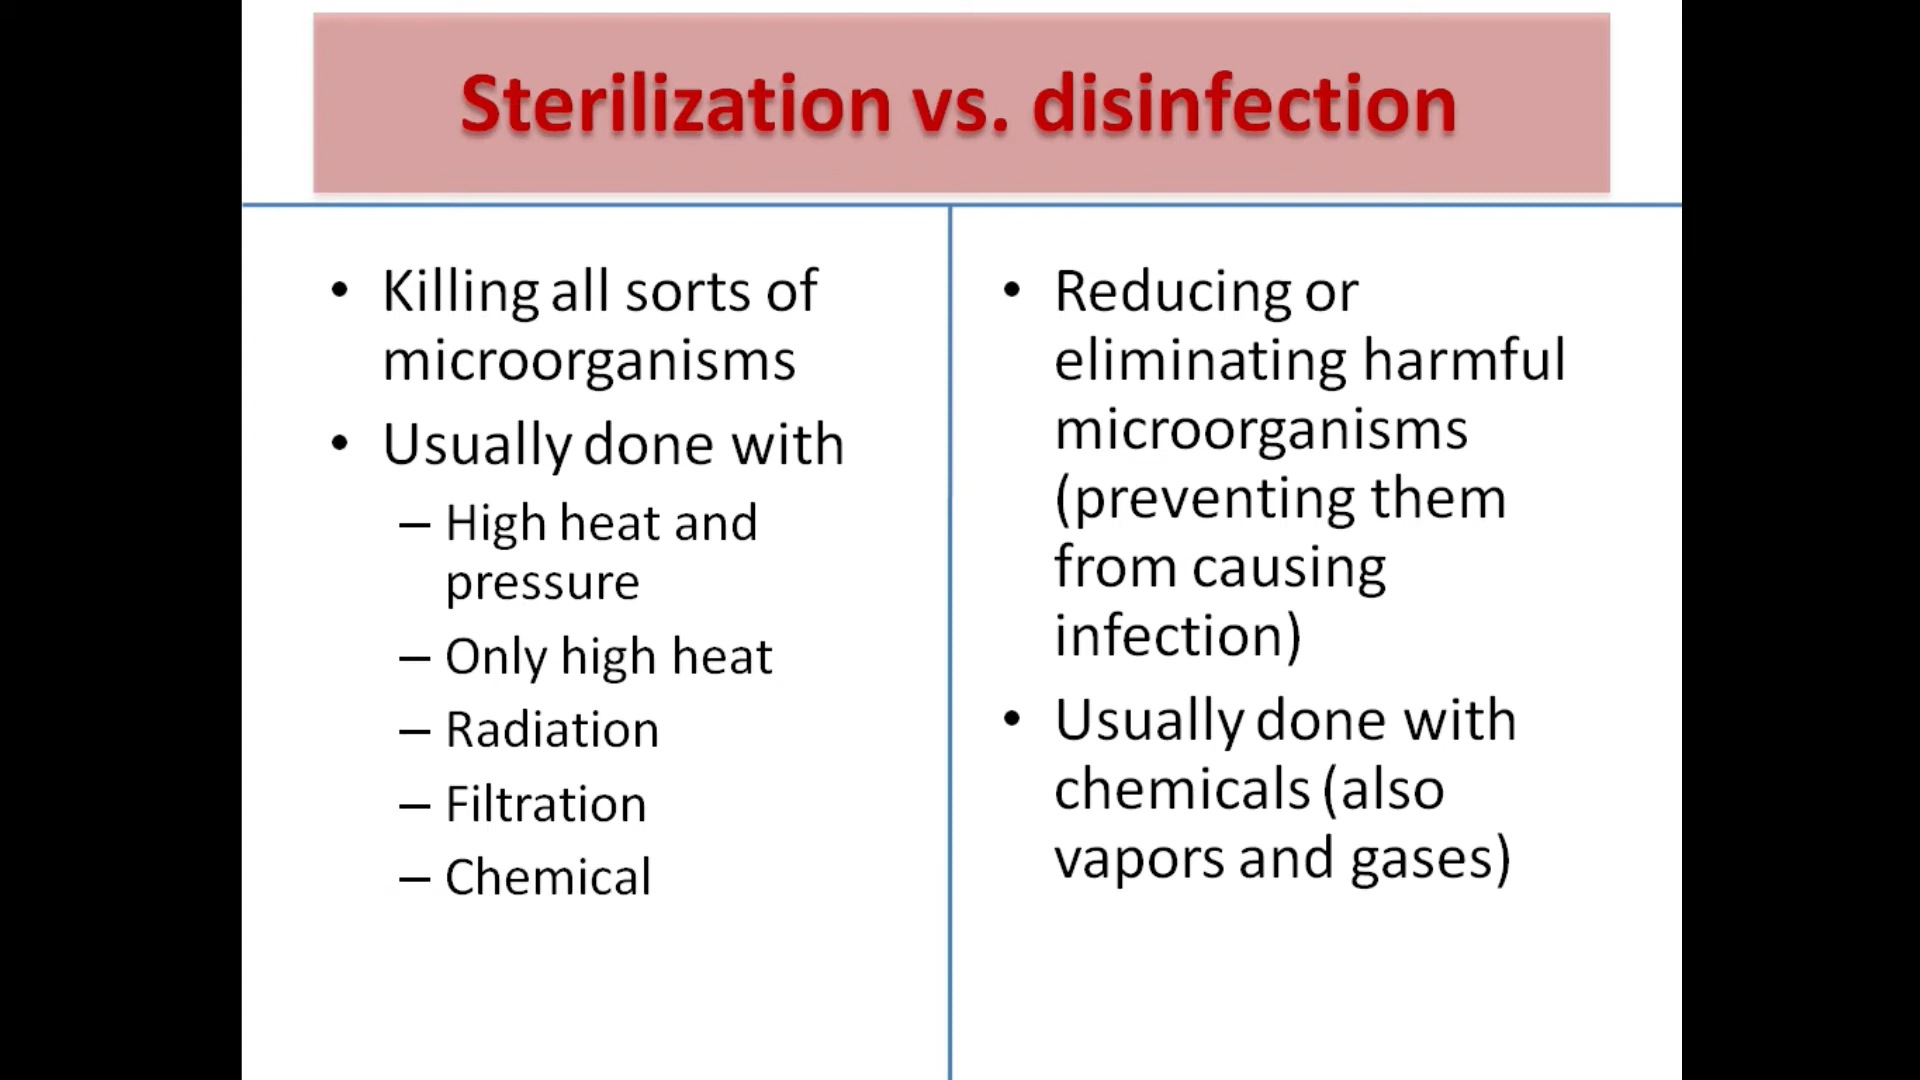 Sterilization vs. disinfection
• Killing all sorts of
microorganisms
• Usually done with
– High heat and
pressure
– Only high heat
– Radiation
– Filtration
– Chemical
• Reducing or
eliminating harmful
microorganisms
(preventing them
from causing
infection)
• Usually done with
chemicals (also
vapors and gases)